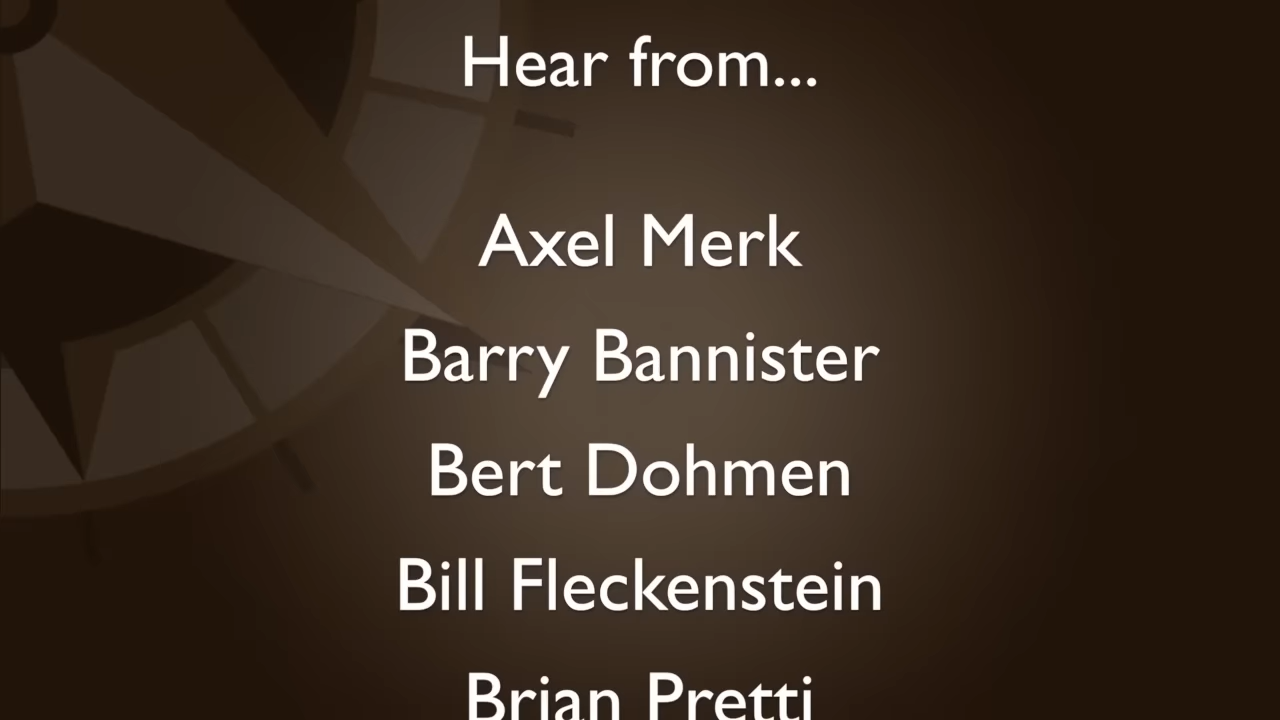 Hear from...
Axel Merk
Barry Bannister
Bert Dohmen
Bill Fleckenstein
Brian Pretti